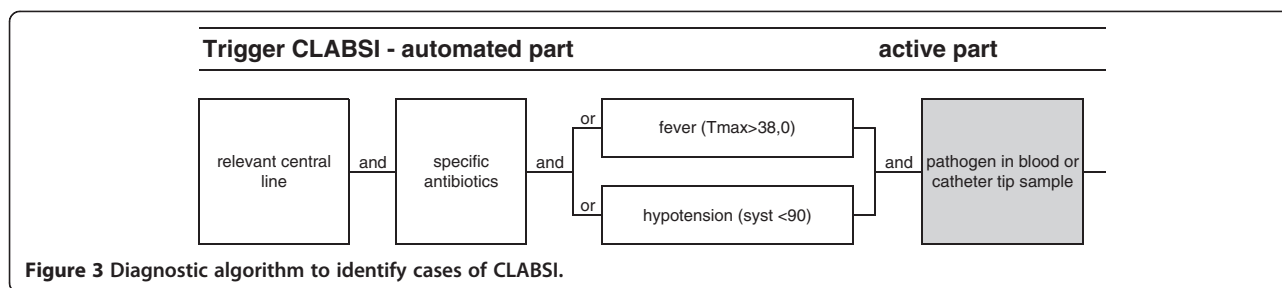 Trigger CLABSI - automated part active part
relevant central
line
and
specific
antibiotics
and
or
fever (Tmax>38,0)
or
hypotension (syst <90)
and
pathogen in blood or
catheter tip sample
Figure 3 Diagnostic algorithm to identify cases of CLABSI.